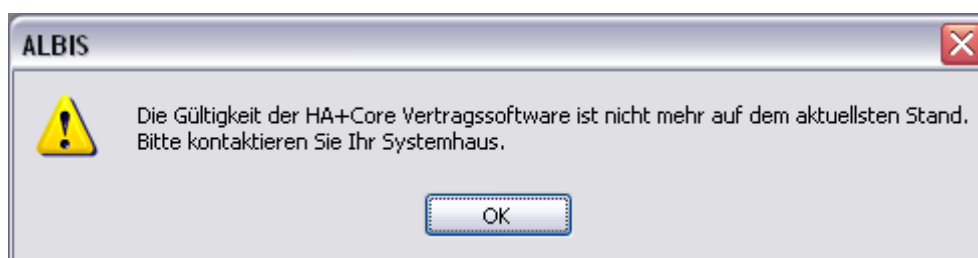 ALBIS
Die Gültigkeit der HA+Core Vertragssoftware ist nicht mehr auf dem aktuellsten Stand.
Bitte kontaktieren Sie Ihr Systemhaus.
OK